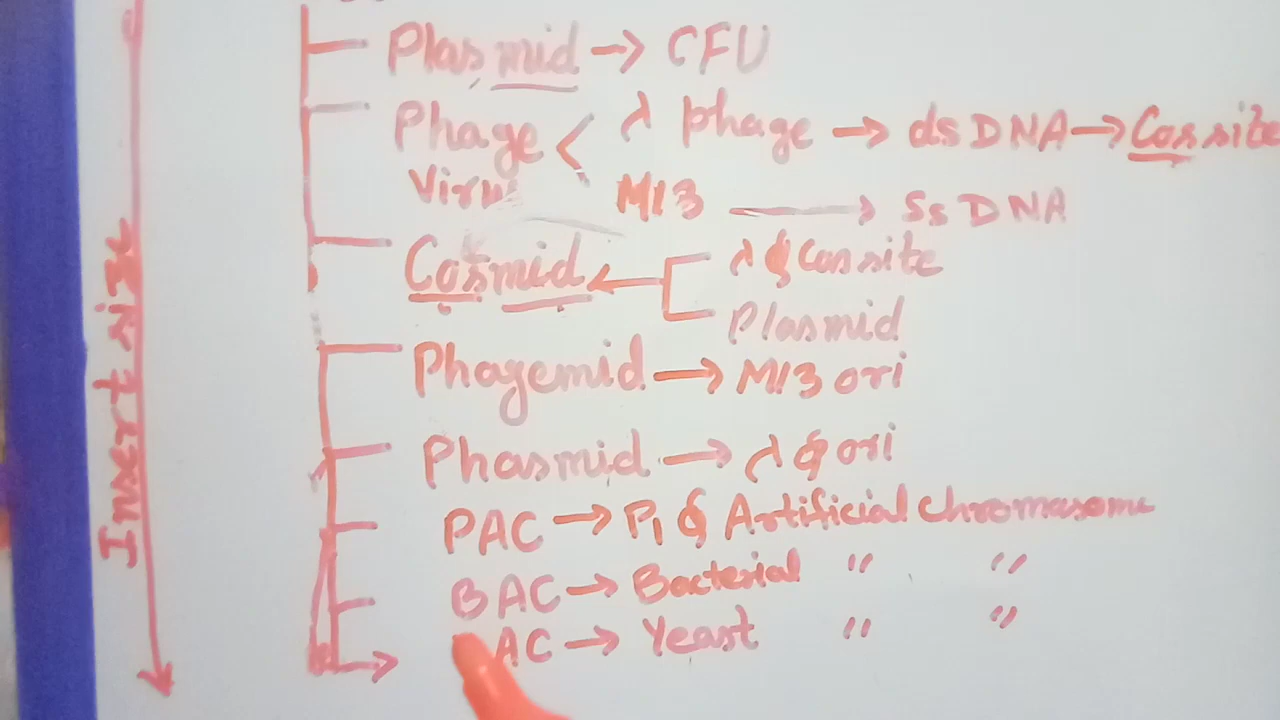 Insert size
Plasmid → CFU
Phage < λ phage → ds DNA → Cos site
Virus M13 → Ss DNA
Cosmid ← λ ɸ Cos site
Plasmid
Phagemid → M13 ori
Phasmid → λ ɸ ori
PAC → P1 ɸ Artificial Chromosome
BAC → Bacterial " "
AC → Yeast " "